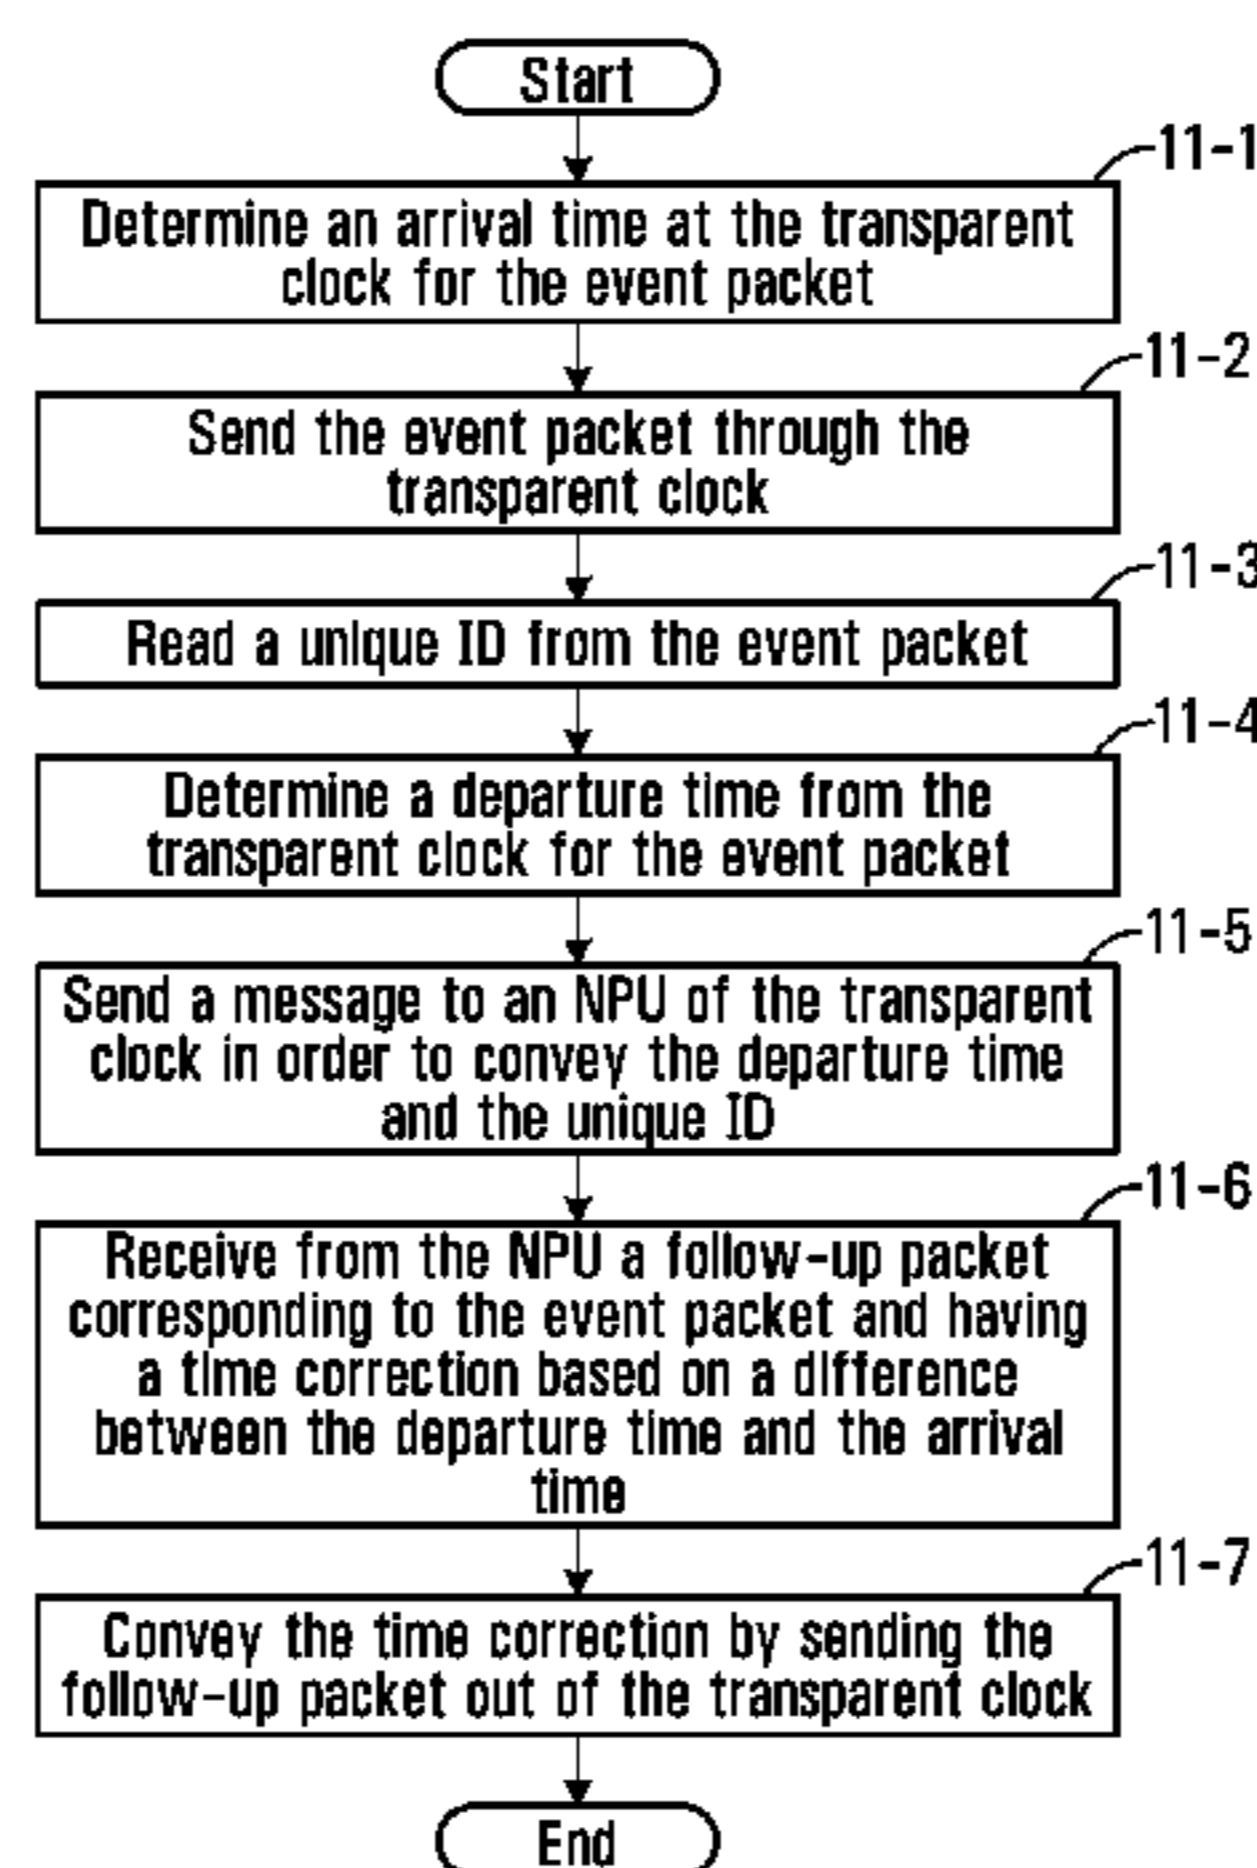 Start
11-1
Determine an arrival time at the transparent
clock for the event packet
11-2
Send the event packet through the
transparent clock
11-3
Read a unique ID from the event packet
11-4
Determine a departure time from the
transparent clock for the event packet
11-5
Send a message to an NPU of the transparent
clock in order to convey the departure time
and the unique ID
11-6
Receive from the NPU a follow-up packet
corresponding to the event packet and having
a time correction based on a difference
between the departure time and the arrival
time
11-7
Convey the time correction by sending the
follow-up packet out of the transparent clock
End